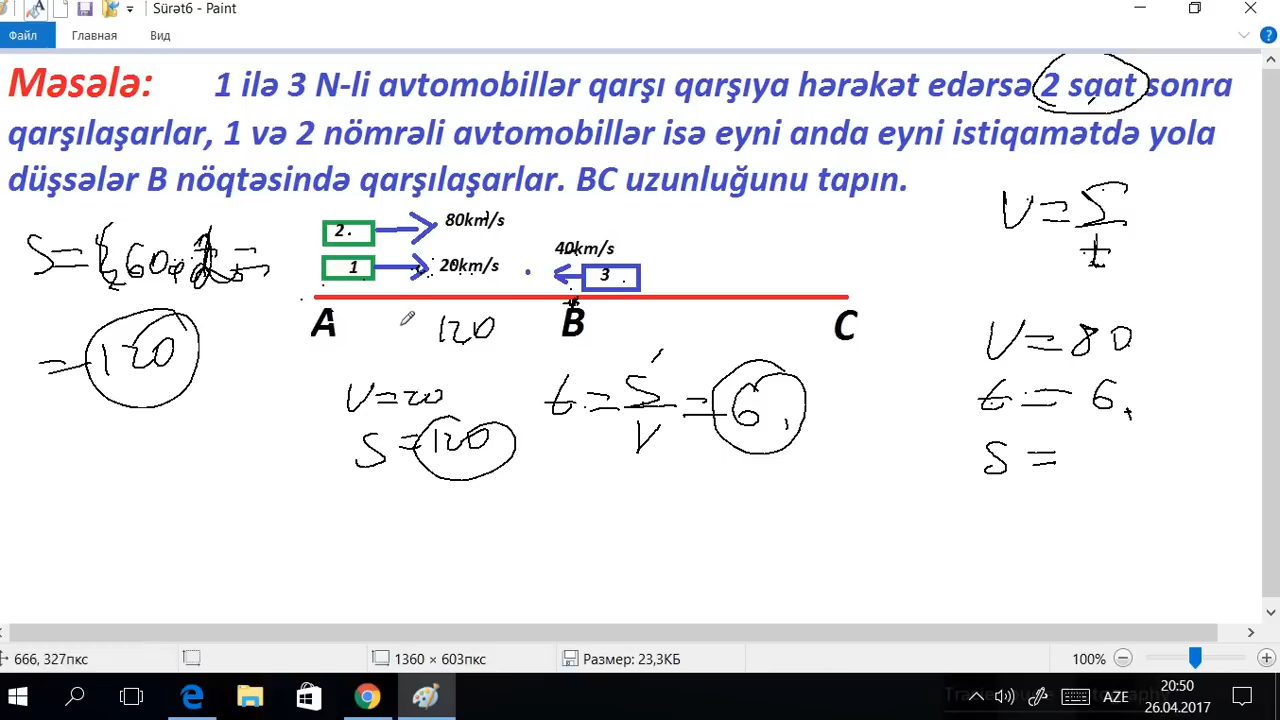 Sürət6 - Paint
Файл Главная Вид
Məsələ: 1 ilə 3 N-li avtomobillər qarşı qarşıya hərəkət edərsə 2 saat sonra
qarşılaşarlar, 1 və 2 nömrəli avtomobillər isə eyni anda eyni istiqamətdə yola
düşsələr B nöqtəsində qarşılaşarlar. BC uzunluğunu tapın.
V=S/t
2. 80km/s
S=60.2=
1 20km/s
40km/s
3
A 120 B C
=120
V=80
V=20
t=S/V=6
t=6
S=120
S=
666, 327пкс
1360 × 603пкс
Размер: 23,3КБ
100%
AZE
20:50
26.04.2017